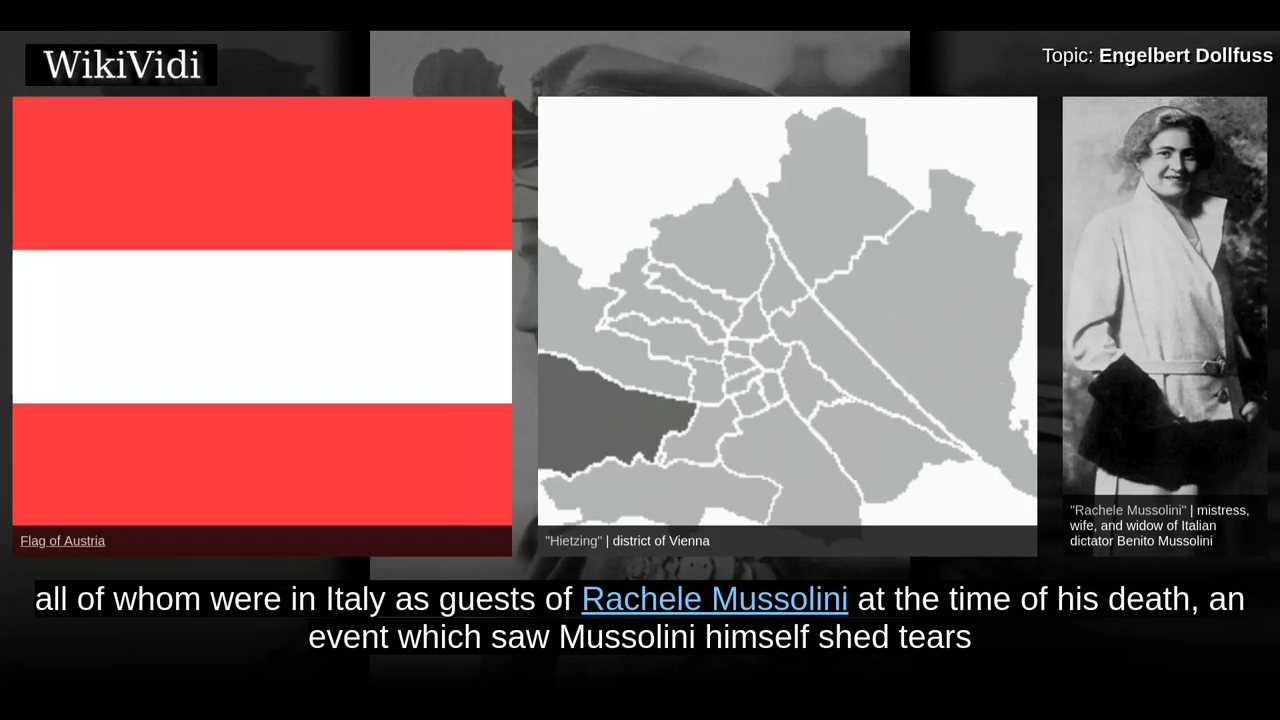 WikiVidi
Topic: Engelbert Dollfuss
Flag of Austria
"Hietzing" | district of Vienna
"Rachele Mussolini" | mistress,
wife, and widow of Italian
dictator Benito Mussolini
all of whom were in Italy as guests of Rachele Mussolini at the time of his death, an
event which saw Mussolini himself shed tears